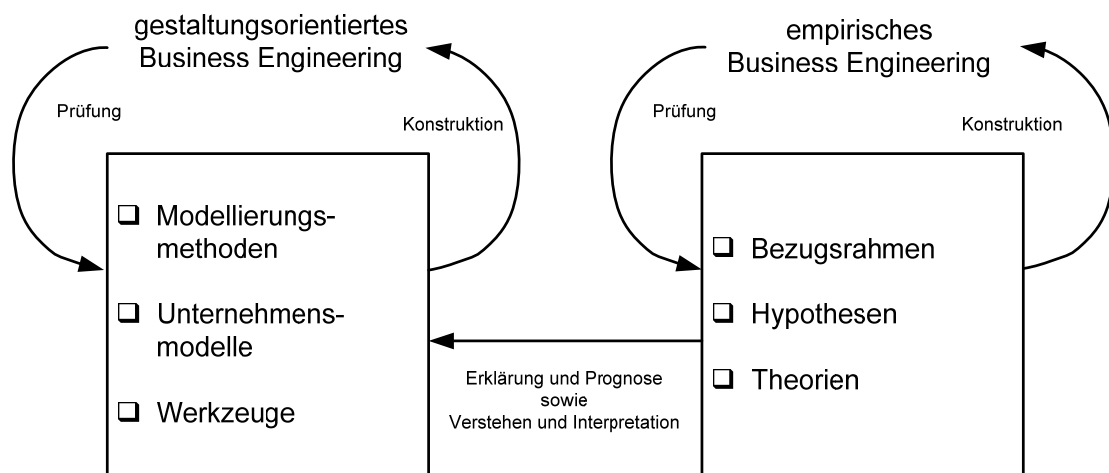 gestaltungsorientiertes
Business Engineering
Prüfung
Konstruktion
❑ Modellierungs-
methoden
❑ Unternehmens-
modelle
❑ Werkzeuge
Erklärung und Prognose
sowie
Verstehen und Interpretation
empirisches
Business Engineering
Prüfung
Konstruktion
❑ Bezugsrahmen
❑ Hypothesen
❑ Theorien